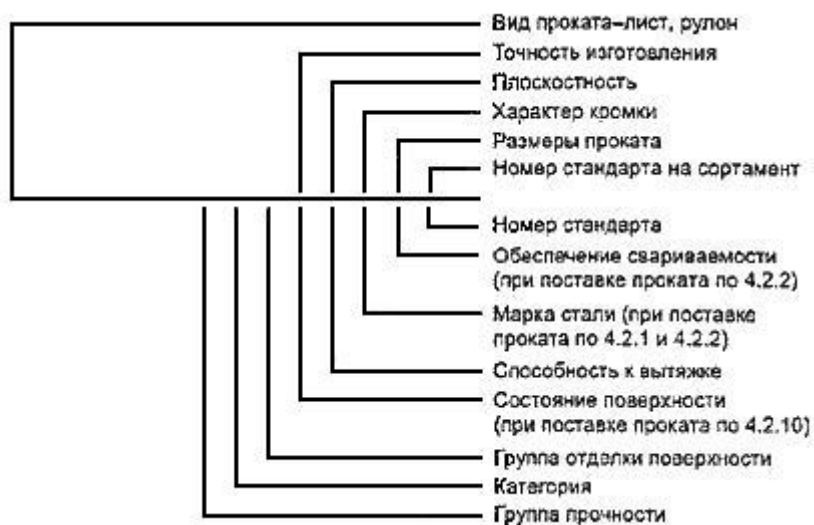 Вид проката–лист, рулон
Точность изготовления
Плоскостность
Характер кромки
Размеры проката
Номер стандарта на сортамент
Номер стандарта
Обеспечение свариваемости
(при поставке проката по 4.2.2)
Марка стали (при поставке
проката по 4.2.1 и 4.2.2)
Способность к вытяжке
Состояние поверхности
(при поставке проката по 4.2.10)
Группа отделки поверхности
Категория
Группа прочности